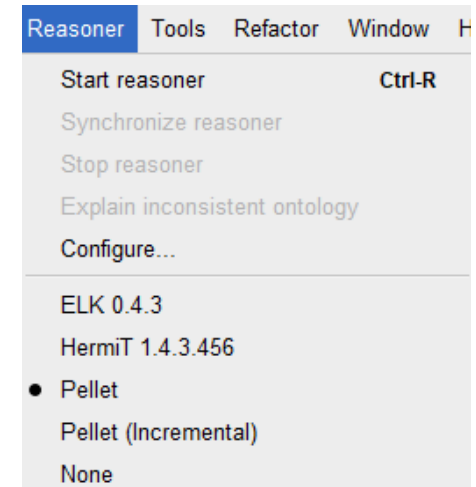 Reasoner Tools Refactor Window H
Start reasoner Ctrl-R
Synchronize reasoner
Stop reasoner
Explain inconsistent ontology
Configure...
ELK 0.4.3
HermiT 1.4.3.456
Pellet
Pellet (Incremental)
None